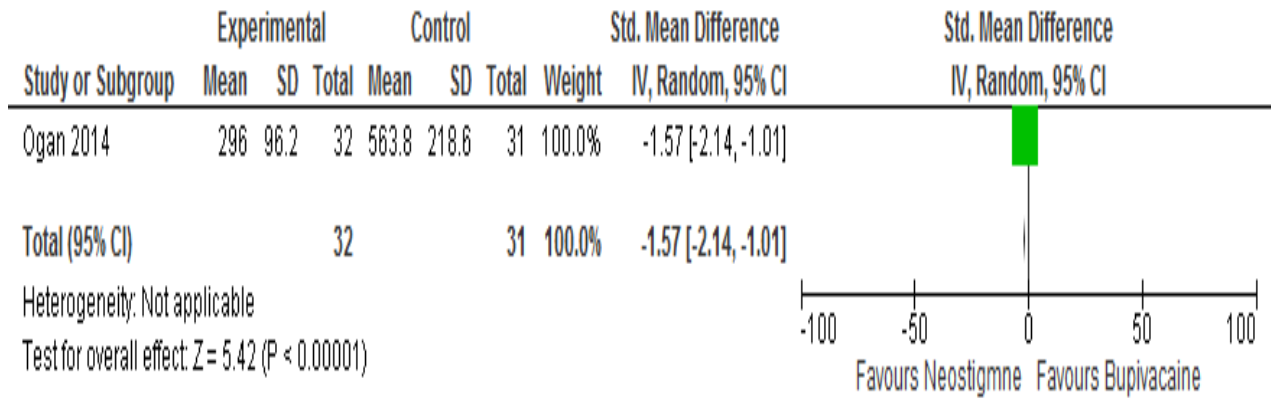 Experimental Control Std. Mean Difference Std. Mean Difference
Study or Subgroup Mean SD Total Mean SD Total Weight IV, Random, 95% CI IV, Random, 95% CI
Ogan 2014 296 96.2 32 563.8 218.6 31 100.0% -1.57 [-2.14, -1.01]
Total (95% CI) 32 31 100.0% -1.57 [-2.14, -1.01]
Heterogeneity: Not applicable
Test for overall effect: Z = 5.42 (P < 0.00001)
-100 -50 0 50 100
Favours Neostigmne Favours Bupivacaine